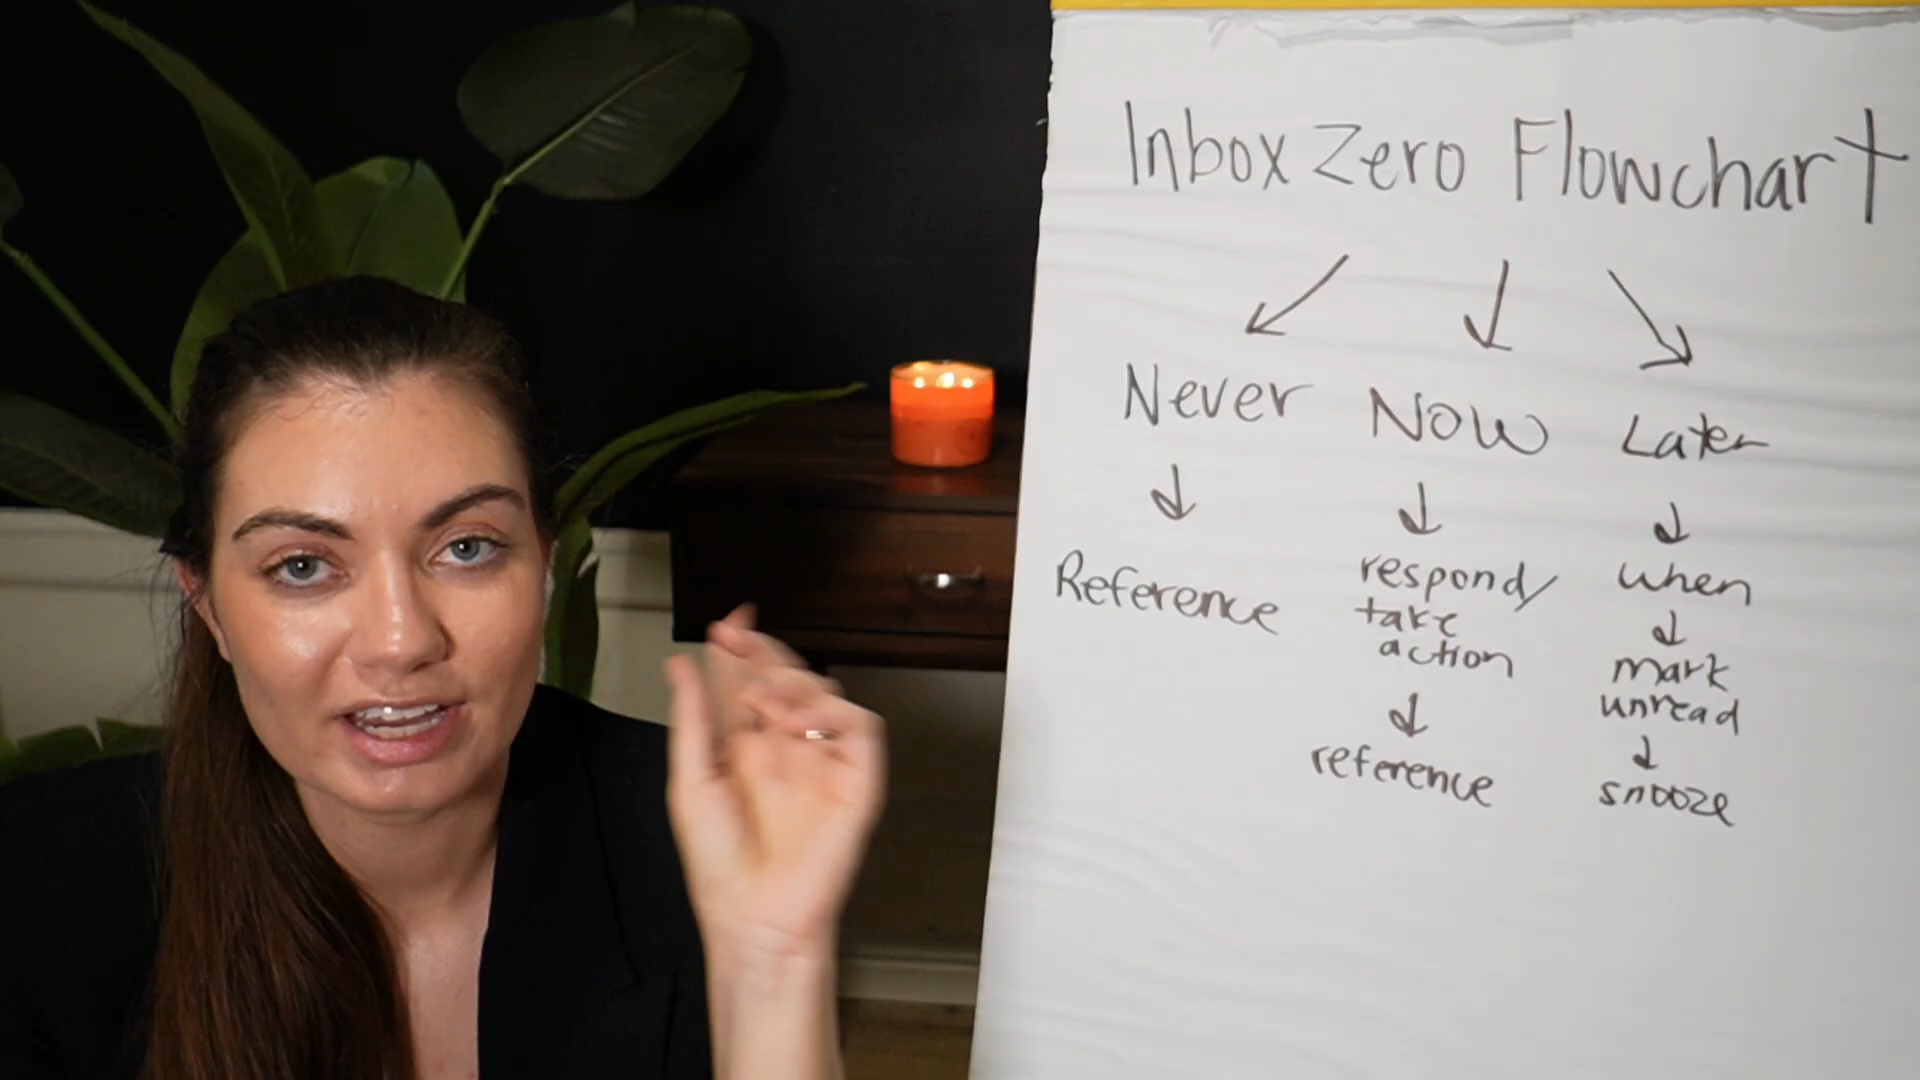 Inbox Zero Flowchart
Never Now Later
Reference
respond/
take
action
reference
when
mark
unread
snooze